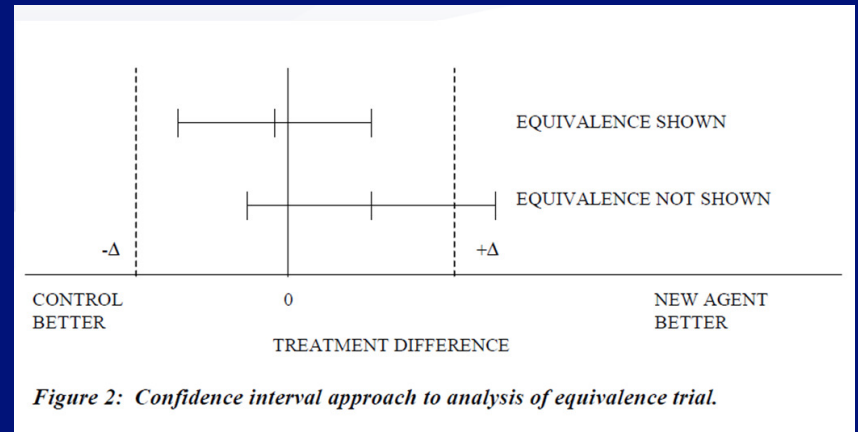 EQUIVALENCE SHOWN
EQUIVALENCE NOT SHOWN
-Δ
+Δ
CONTROL BETTER
0
NEW AGENT BETTER
TREATMENT DIFFERENCE
Figure 2: Confidence interval approach to analysis of equivalence trial.